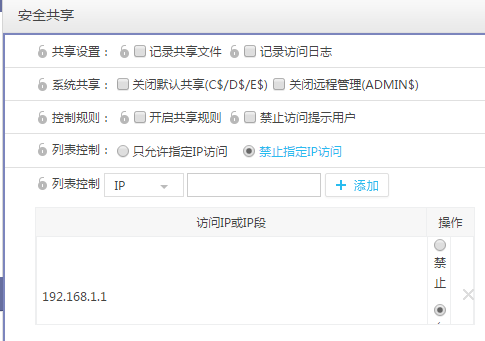 安全共享
共享设置： 记录共享文件 记录访问日志
系统共享： 关闭默认共享(C$/D$/E$) 关闭远程管理(ADMIN$)
控制规则： 开启共享规则 禁止访问提示用户
列表控制： 只允许指定IP访问 禁止指定IP访问
列表控制 IP 添加
访问IP或IP段 操作
192.168.1.1 禁
止